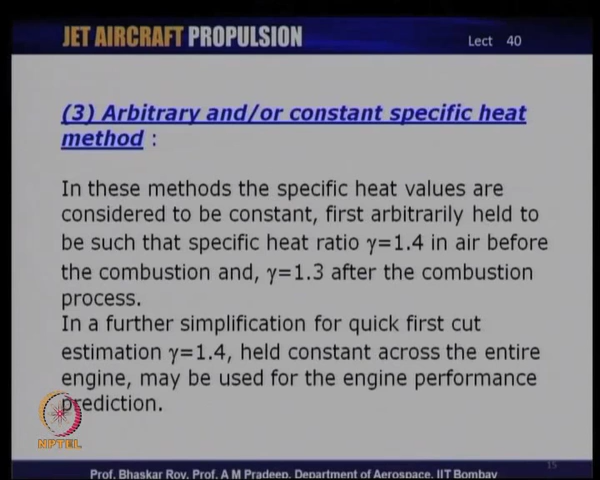 JET AIRCRAFT PROPULSION
Lect 40
(3) Arbitrary and/or constant specific heat
method :
In these methods the specific heat values are
considered to be constant, first arbitrarily held to
be such that specific heat ratio γ=1.4 in air before
the combustion and, γ=1.3 after the combustion
process.
In a further simplification for quick first cut
estimation γ=1.4, held constant across the entire
engine, may be used for the engine performance
prediction.
NPTEL
15
Prof. Bhaskar Roy, Prof. A M Pradeep, Department of Aerospace, IIT Bombay